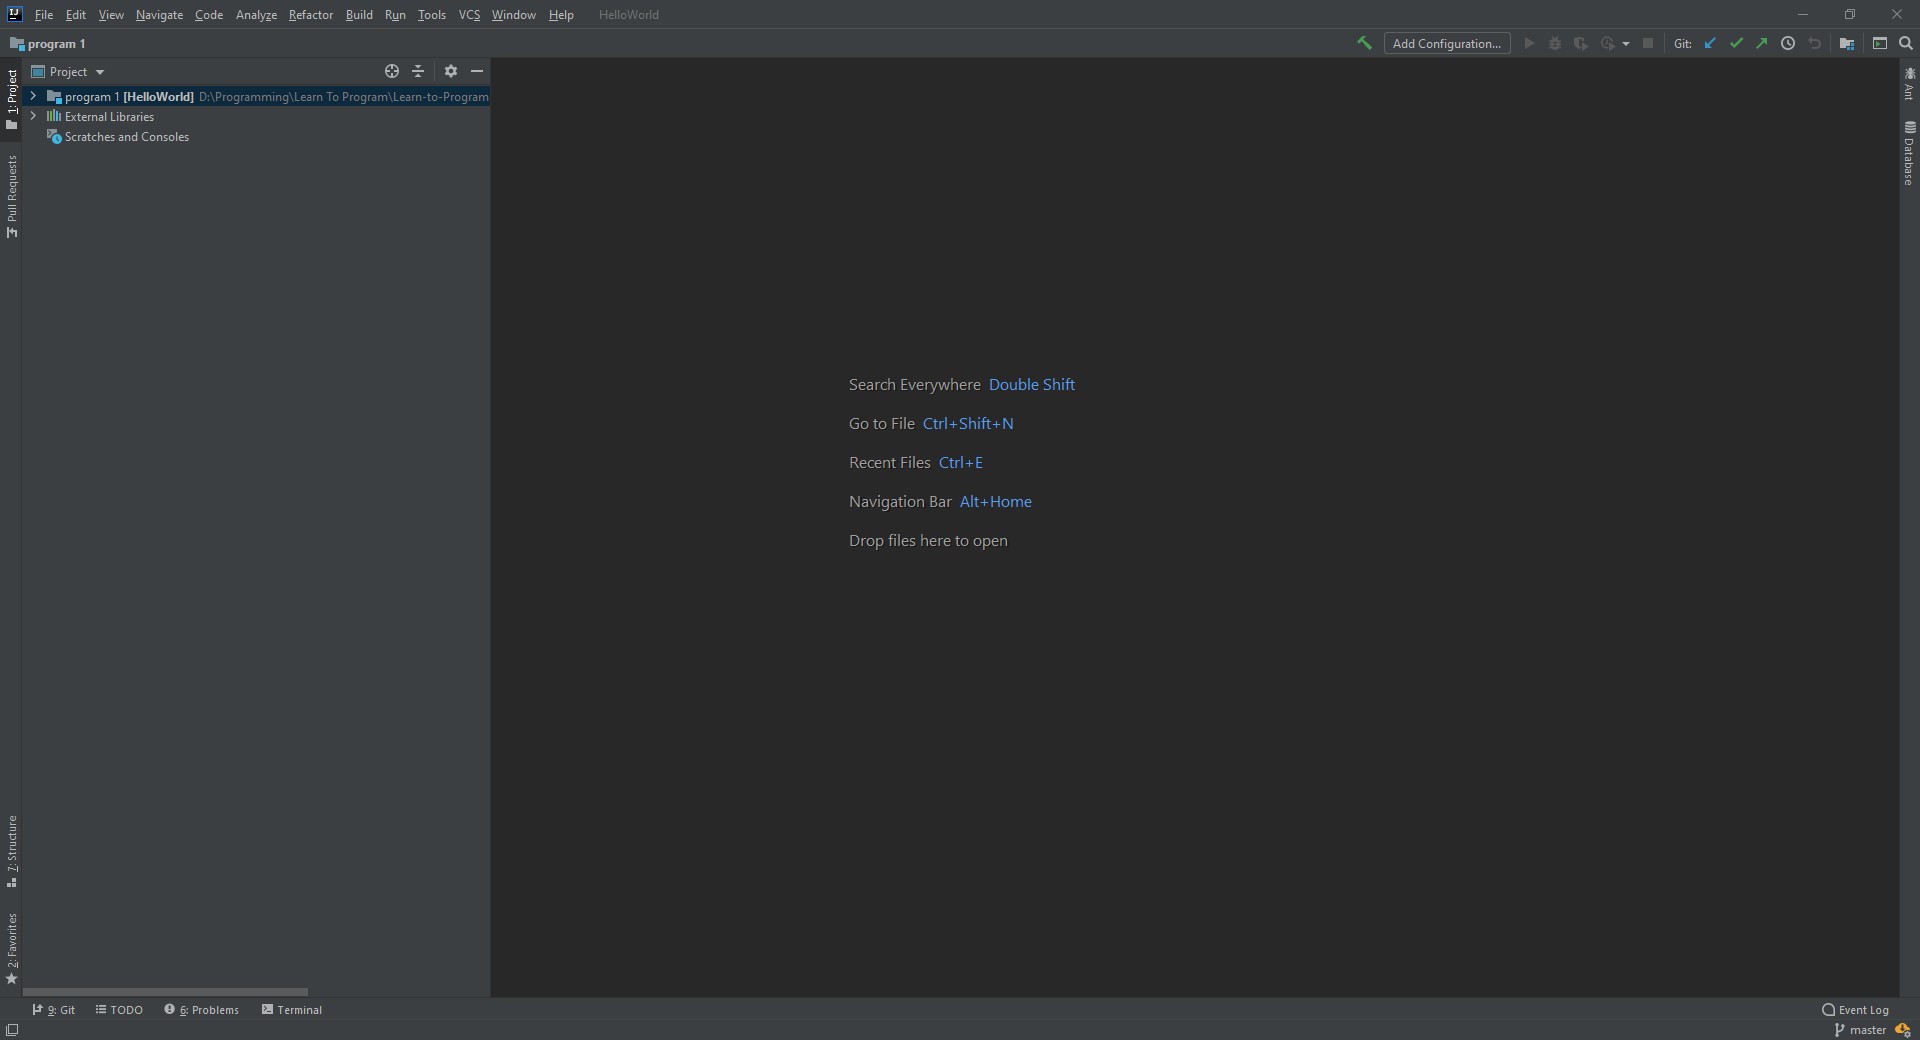 File Edit View Navigate Code Analyze Refactor Build Run Tools VCS Window Help HelloWorld
program 1
Add Configuration...
Git:
Project
program 1 [HelloWorld] D:\Programming\Learn To Program\Learn-to-Program
External Libraries
Scratches and Consoles
1: Project
Pull Requests
7: Structure
2: Favorites
Search Everywhere Double Shift
Go to File Ctrl+Shift+N
Recent Files Ctrl+E
Navigation Bar Alt+Home
Drop files here to open
Ant
Database
9: Git TODO 6: Problems Terminal
Event Log
master